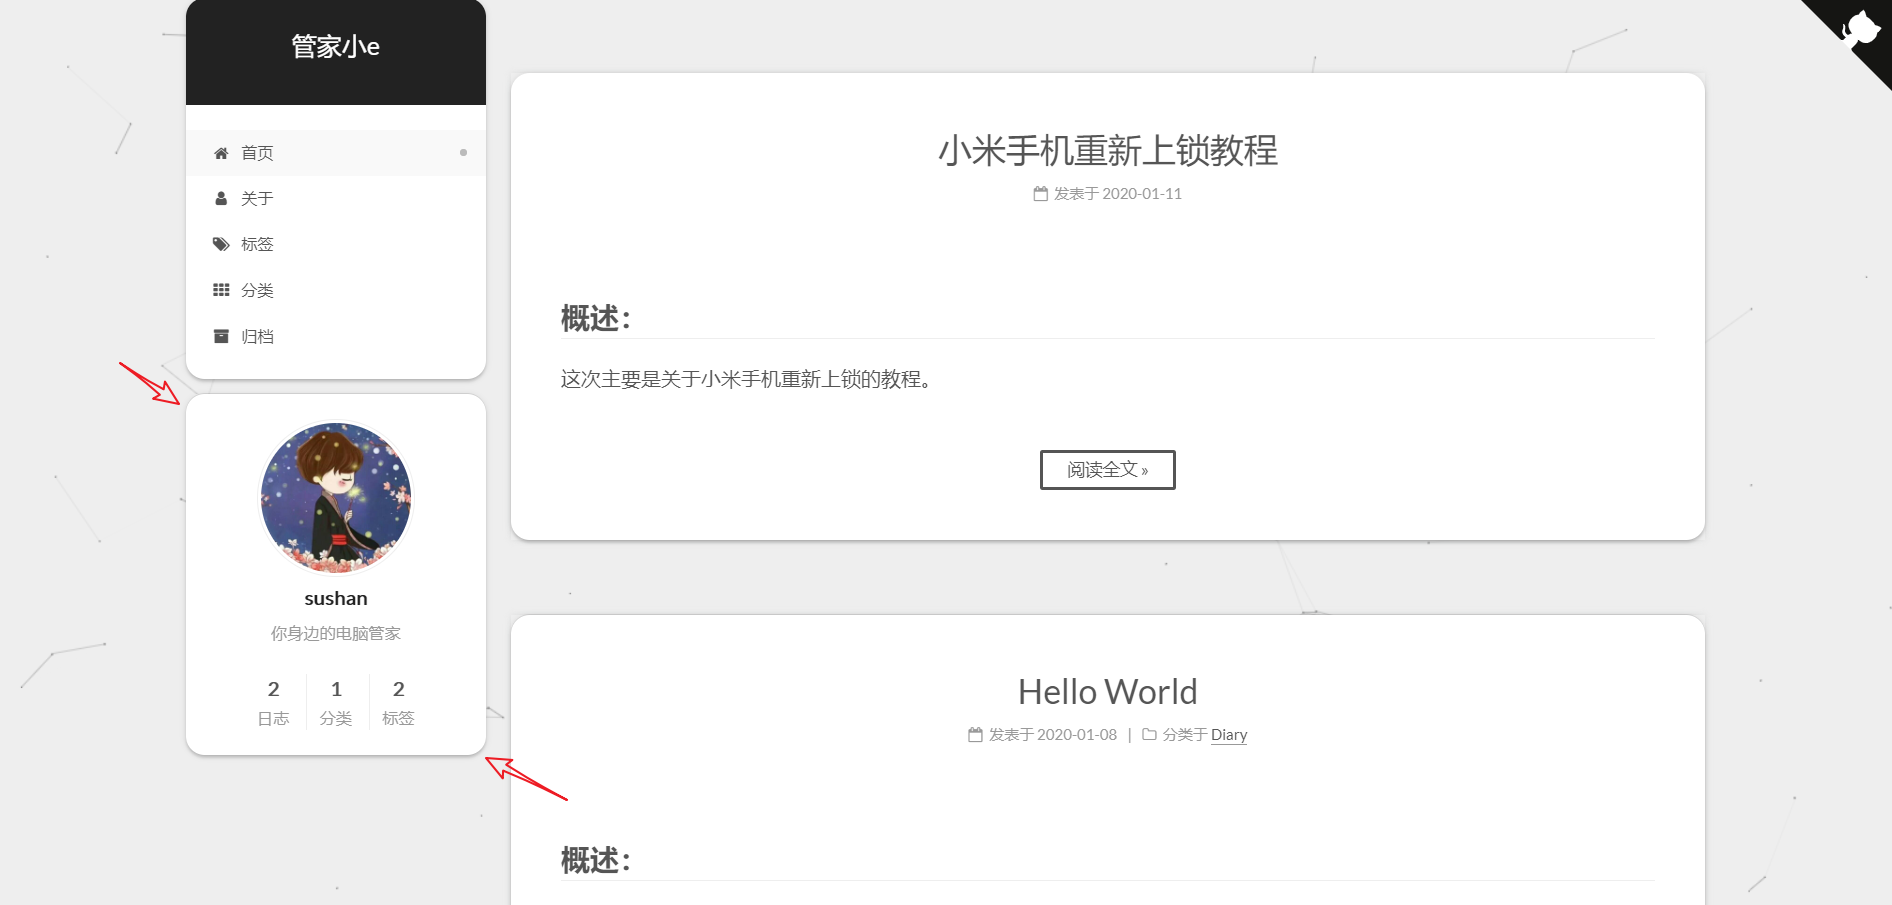 管家小e
首页
关于
标签
分类
归档
sushan
你身边的电脑管家
2 1 2
日志 分类 标签
小米手机重新上锁教程
发表于 2020-01-11
概述：
这次主要是关于小米手机重新上锁的教程。
阅读全文 »
Hello World
发表于 2020-01-08 | 分类于 Diary
概述：